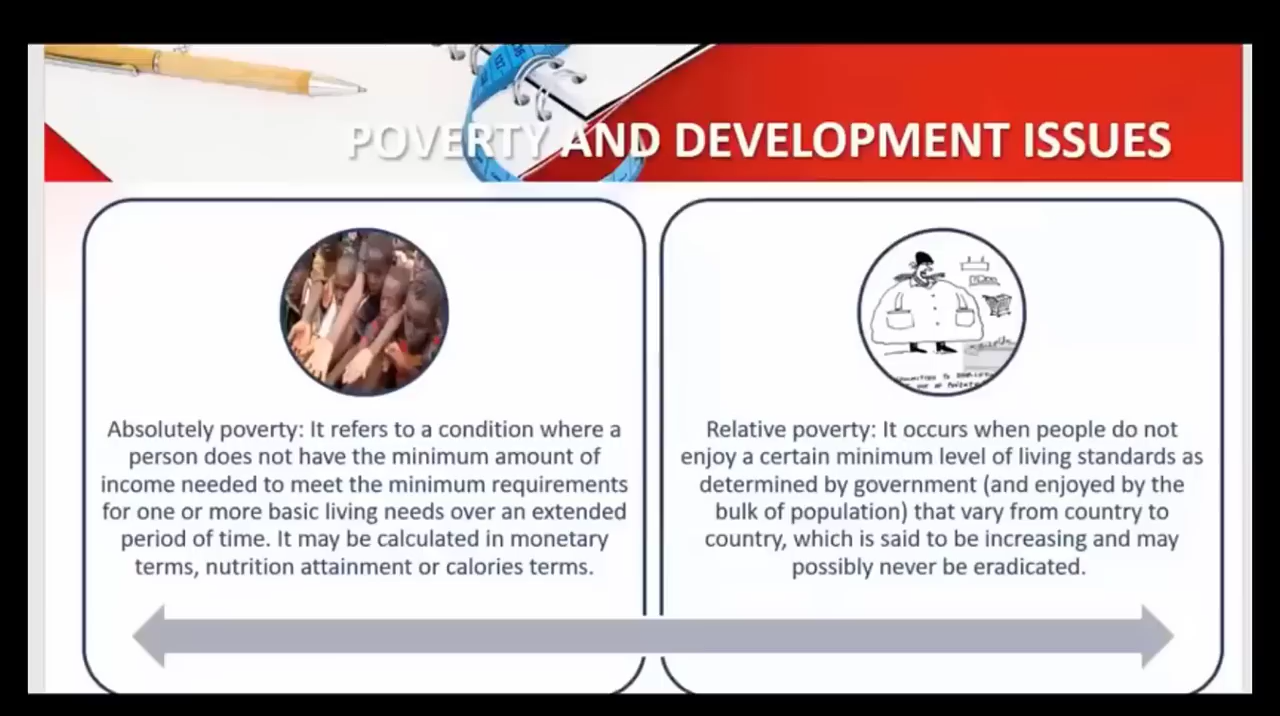 POVERTY AND DEVELOPMENT ISSUES
Absolutely poverty: It refers to a condition where a
person does not have the minimum amount of
income needed to meet the minimum requirements
for one or more basic living needs over an extended
period of time. It may be calculated in monetary
terms, nutrition attainment or calories terms.
Relative poverty: It occurs when people do not
enjoy a certain minimum level of living standards as
determined by government (and enjoyed by the
bulk of population) that vary from country to
country, which is said to be increasing and may
possibly never be eradicated.